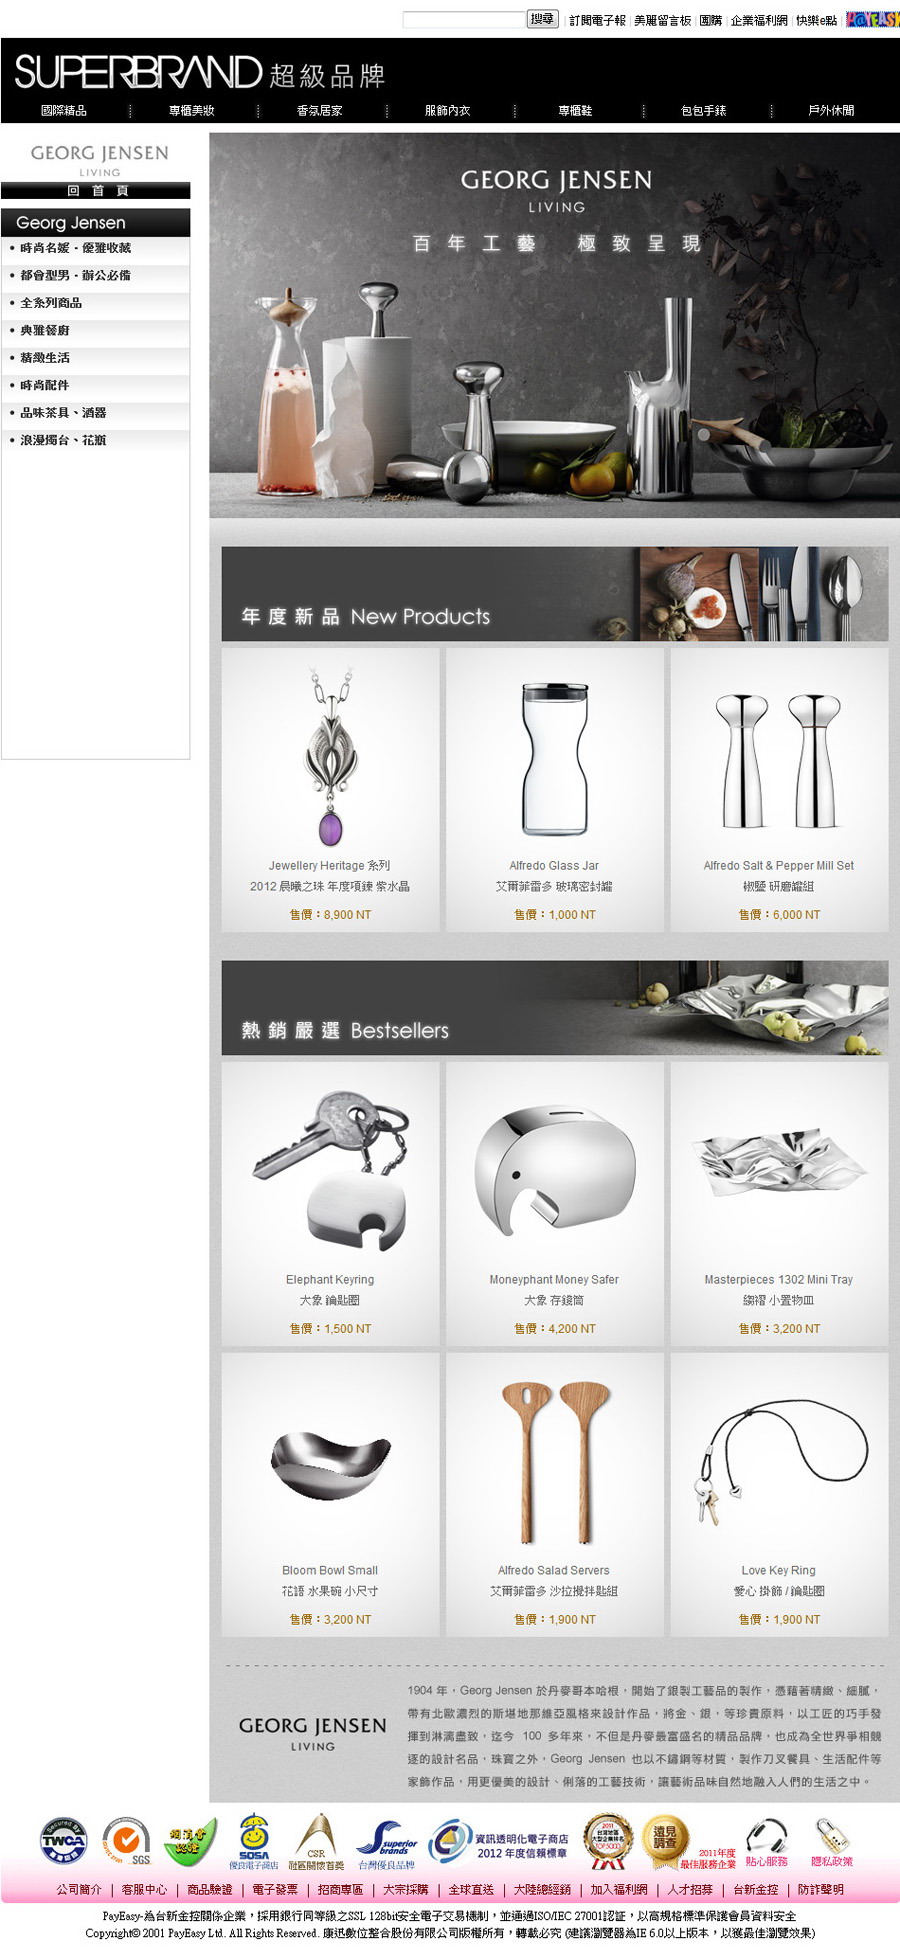 搜尋
訂閱電子報 | 美麗留言板 | 團購 | 企業福利網 | 快樂e點 |
SUPERBRAND 超級品牌
國際精品 專櫃美妝 香氛居家 服飾內衣 專櫃鞋 包包手錶 戶外休閒
GEORG JENSEN
LIVING
回首頁
Georg Jensen
• 時尚名媛 - 優雅收藏
• 都會型男 - 辦公必備
• 全系列商品
• 典雅餐廚
• 精緻生活
• 時尚配件
• 品味茶具、酒器
• 浪漫燭台、花瓶
GEORG JENSEN
LIVING
百年工藝 極致呈現
年度新品 New Products
Jewellery Heritage 系列
2012 晨曦之珠 年度項鍊 紫水晶
售價：8,900 NT
Alfredo Glass Jar
艾爾菲雷多 玻璃密封罐
售價：1,000 NT
Alfredo Salt & Pepper Mill Set
椒鹽 研磨罐組
售價：6,000 NT
熱銷嚴選 Bestsellers
Elephant Keyring
大象 鑰匙圈
售價：1,500 NT
Moneyphant Money Safer
大象 存錢筒
售價：4,200 NT
Masterpieces 1302 Mini Tray
縐褶 小置物皿
售價：3,200 NT
Bloom Bowl Small
花語 水果碗 小尺寸
售價：3,200 NT
Alfredo Salad Servers
艾爾菲雷多 沙拉攪拌匙組
售價：1,900 NT
Love Key Ring
愛心 掛飾 / 鑰匙圈
售價：1,900 NT
GEORG JENSEN
LIVING
1904 年，Georg Jensen 於丹麥哥本哈根，開始了銀製工藝品的製作，憑藉著精緻、細膩，
帶有北歐濃烈的斯堪地那維亞風格來設計作品，將金、銀，等珍貴原料，以工匠的巧手發
揮到淋漓盡致，迄今 100 多年來，不但是丹麥最富盛名的精品品牌，也成為全世界爭相競
逐的設計名品，珠寶之外，Georg Jensen 也以不鏽鋼等材質，製作刀叉餐具、生活配件等
家飾作品，用更優美的設計、俐落的工藝技術，讓藝術品味自然地融入人們的生活之中。
TWCA
SGS
SOSA
優良電子商店
CSR
社區關懷首獎
Superior brands
台灣優良品牌
資訊透明化電子商店
2012 年度信賴標章
2011
遠見
調查
2011年度
最佳服務企業
貼心服務
隱私政策
公司簡介 | 客服中心 | 商品驗證 | 電子發票 | 招商專區 | 大宗採購 | 全球直送 | 大陸總經銷 | 加入福利網 | 人才招募 | 台新金控 | 防詐聲明
PayEasy-為台新金控關係企業，採用銀行同等級之SSL 128bit安全電子交易機制，並通過ISO/IEC 27001認証，以高規格標準保護會員資料安全
Copyright© 2001 PayEasy Ltd. All Rights Reserved. 康迅數位整合股份有限公司版權所有，轉載必究 (建議瀏覽器為IE 6.0以上版本，以獲最佳瀏覽效果)